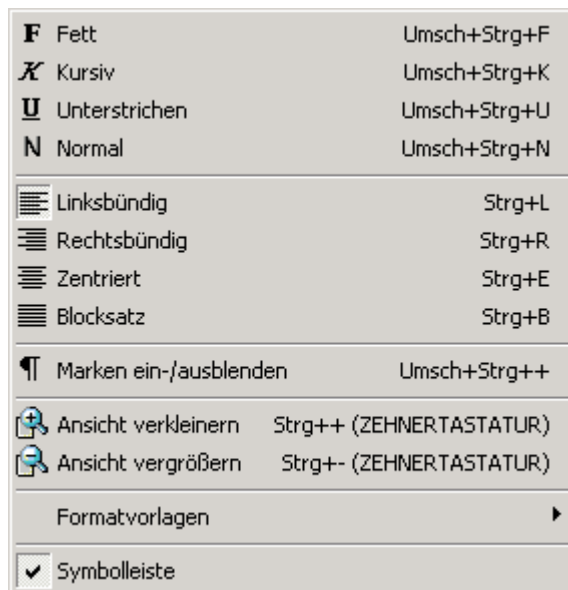 F Fett Umsch+Strg+F
K Kursiv Umsch+Strg+K
U Unterstrichen Umsch+Strg+U
N Normal Umsch+Strg+N
Linksbündig Strg+L
Rechtsbündig Strg+R
Zentriert Strg+E
Blocksatz Strg+B
¶ Marken ein-/ausblenden Umsch+Strg++
Ansicht verkleinern Strg++ (ZEHNERTASTATUR)
Ansicht vergrößern Strg+- (ZEHNERTASTATUR)
Formatvorlagen
Symbolleiste